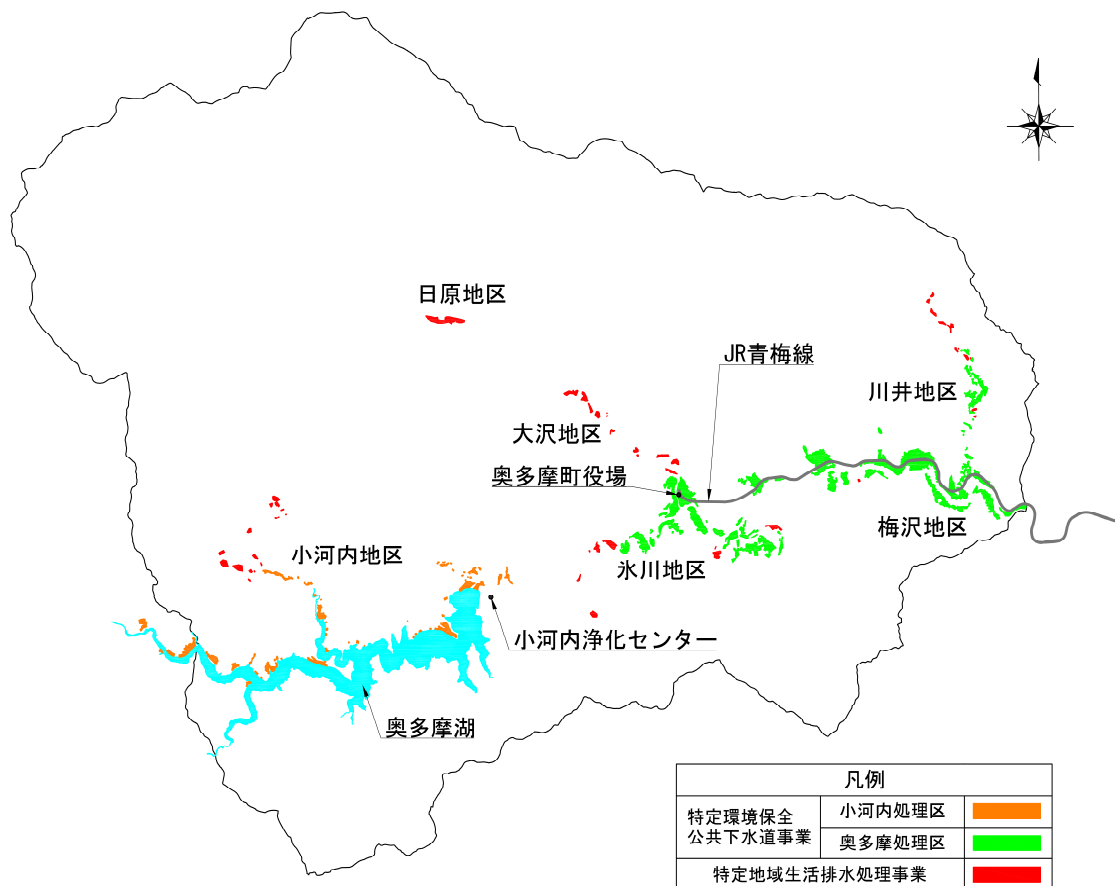 日原地区
JR青梅線
川井地区
大沢地区
奥多摩町役場
梅沢地区
小河内地区
氷川地区
小河内浄化センター
奥多摩湖
凡例
特定環境保全
公共下水道事業
小河内処理区
奥多摩処理区
特定地域生活排水処理事業